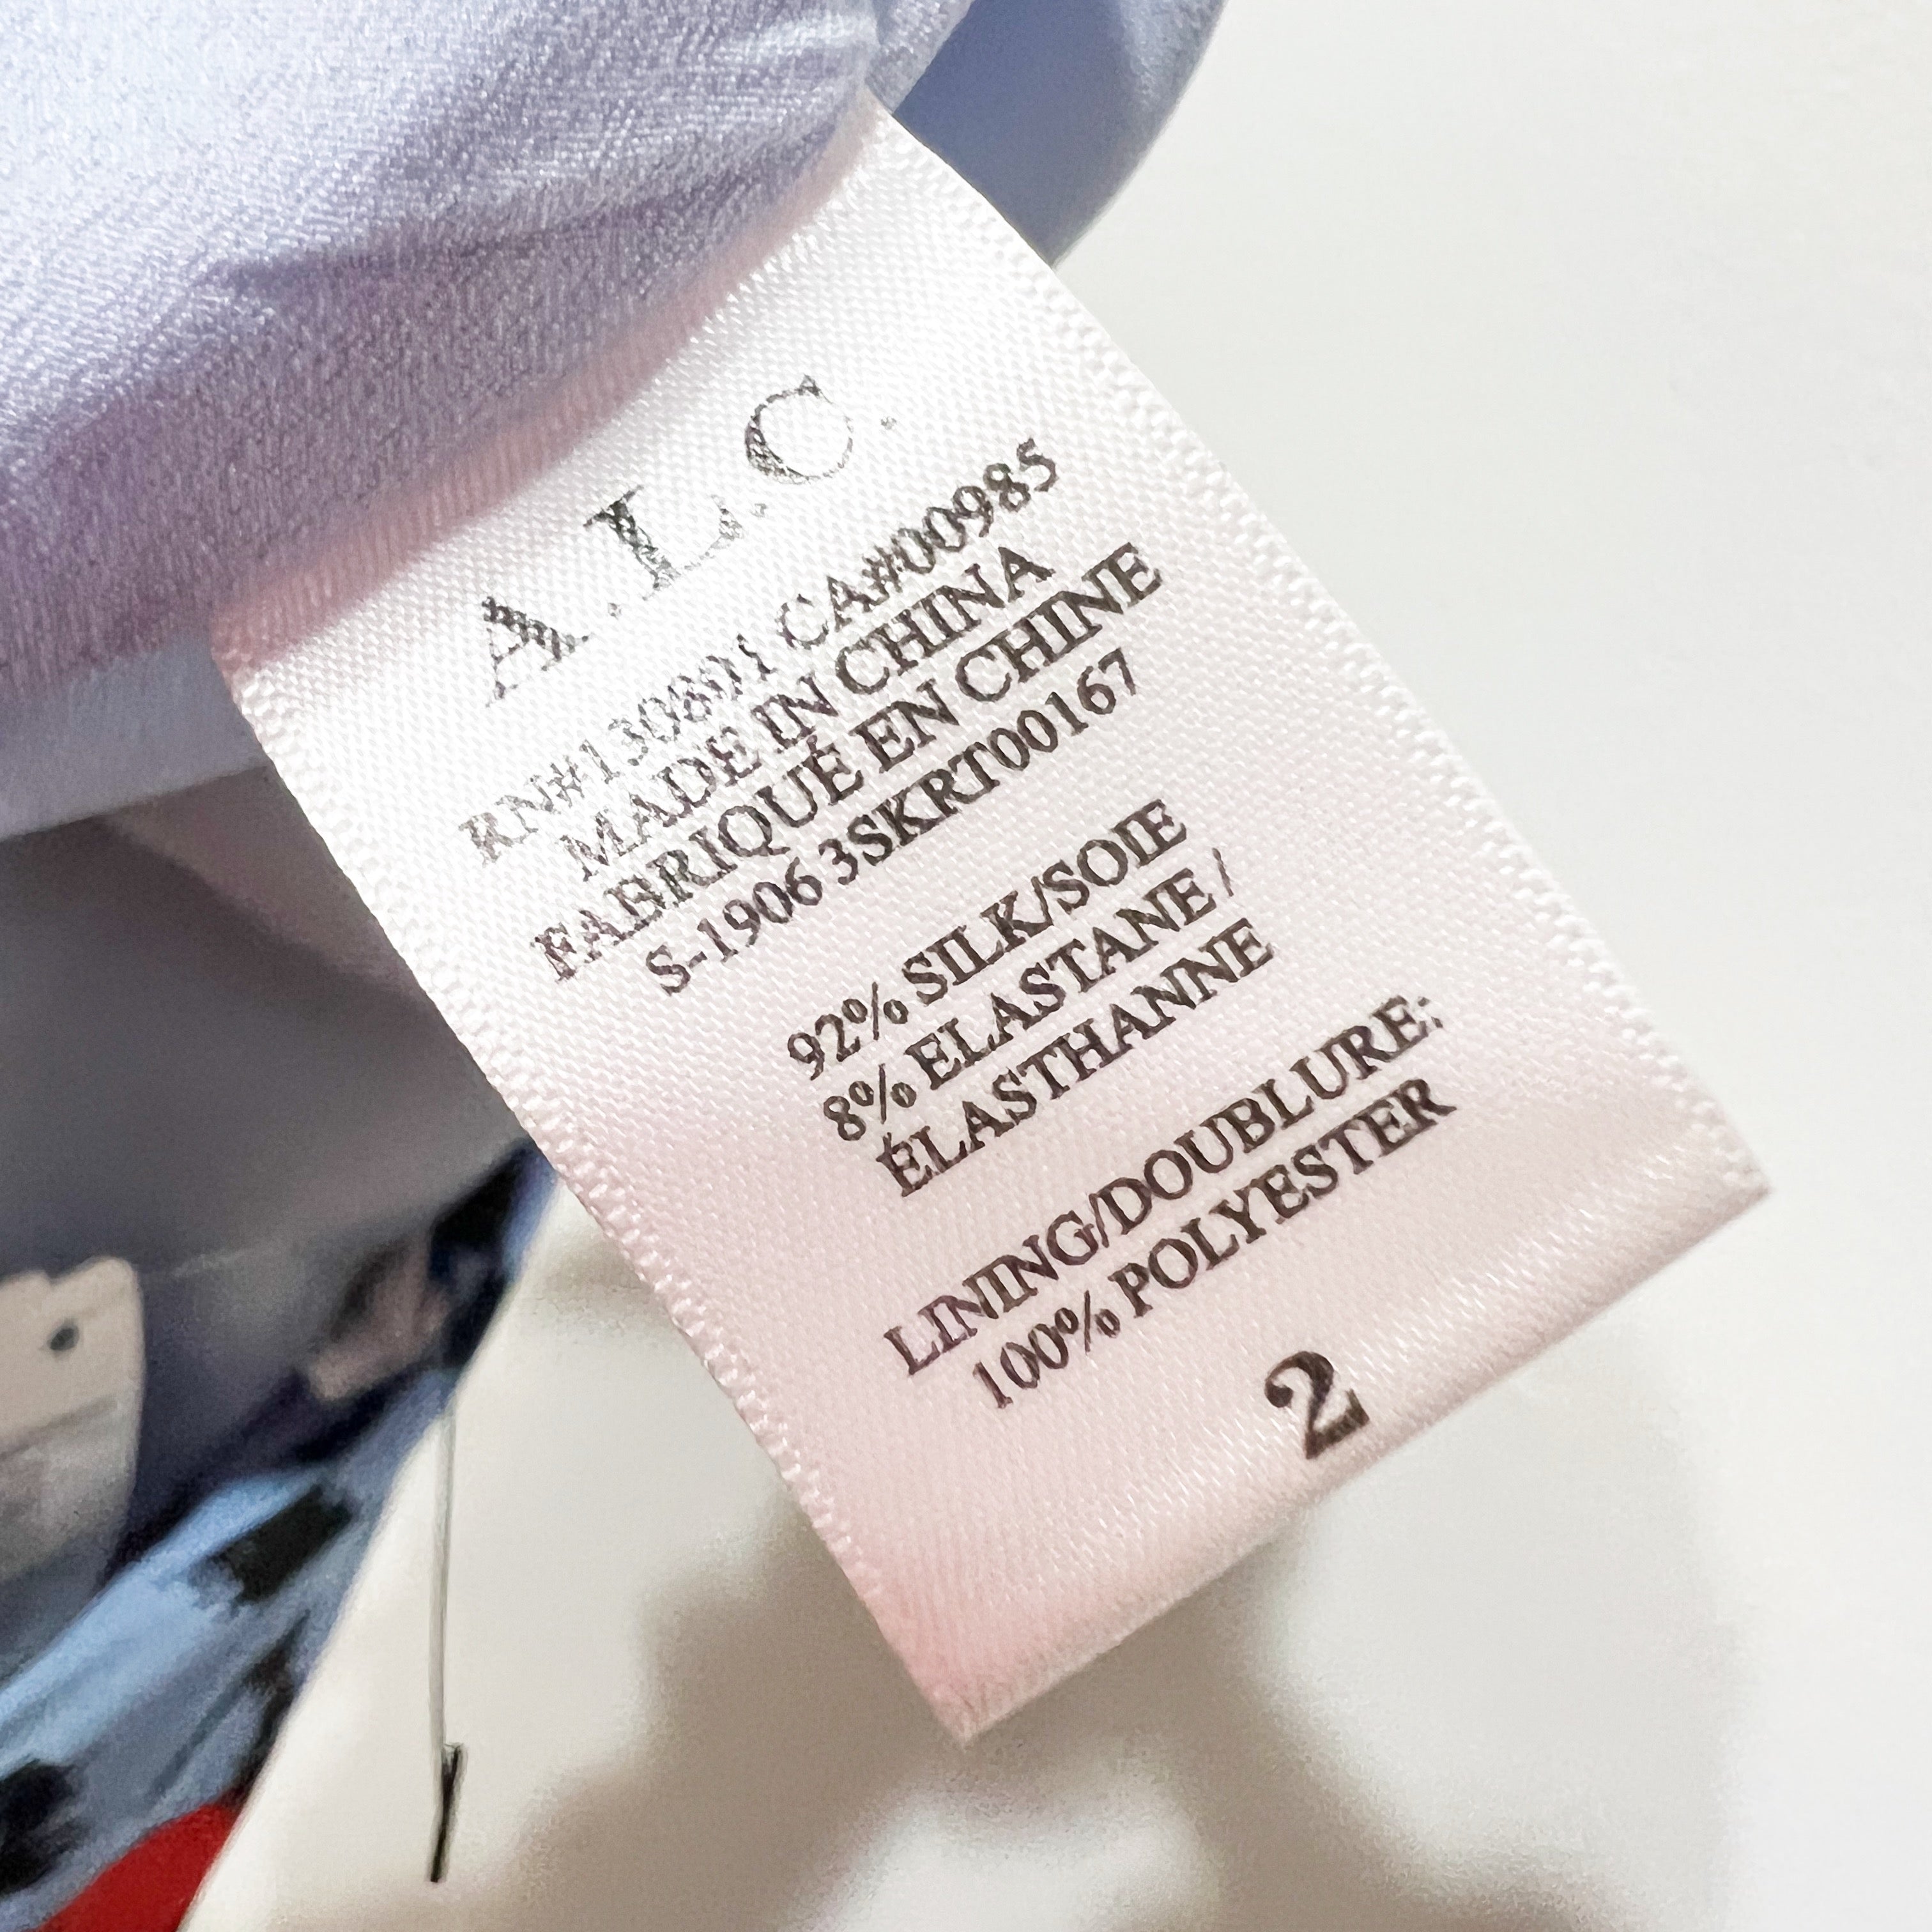 A.L.C.
RN#130801 CA#00985
MADE IN CHINA
FABRIQUÉ EN CHINE
S-1906 3SKRT00167
92% SILK/SOIE
8% ELASTANE /
ÉLASTHANNE
LINING/DOUBLURE:
100% POLYESTER
2